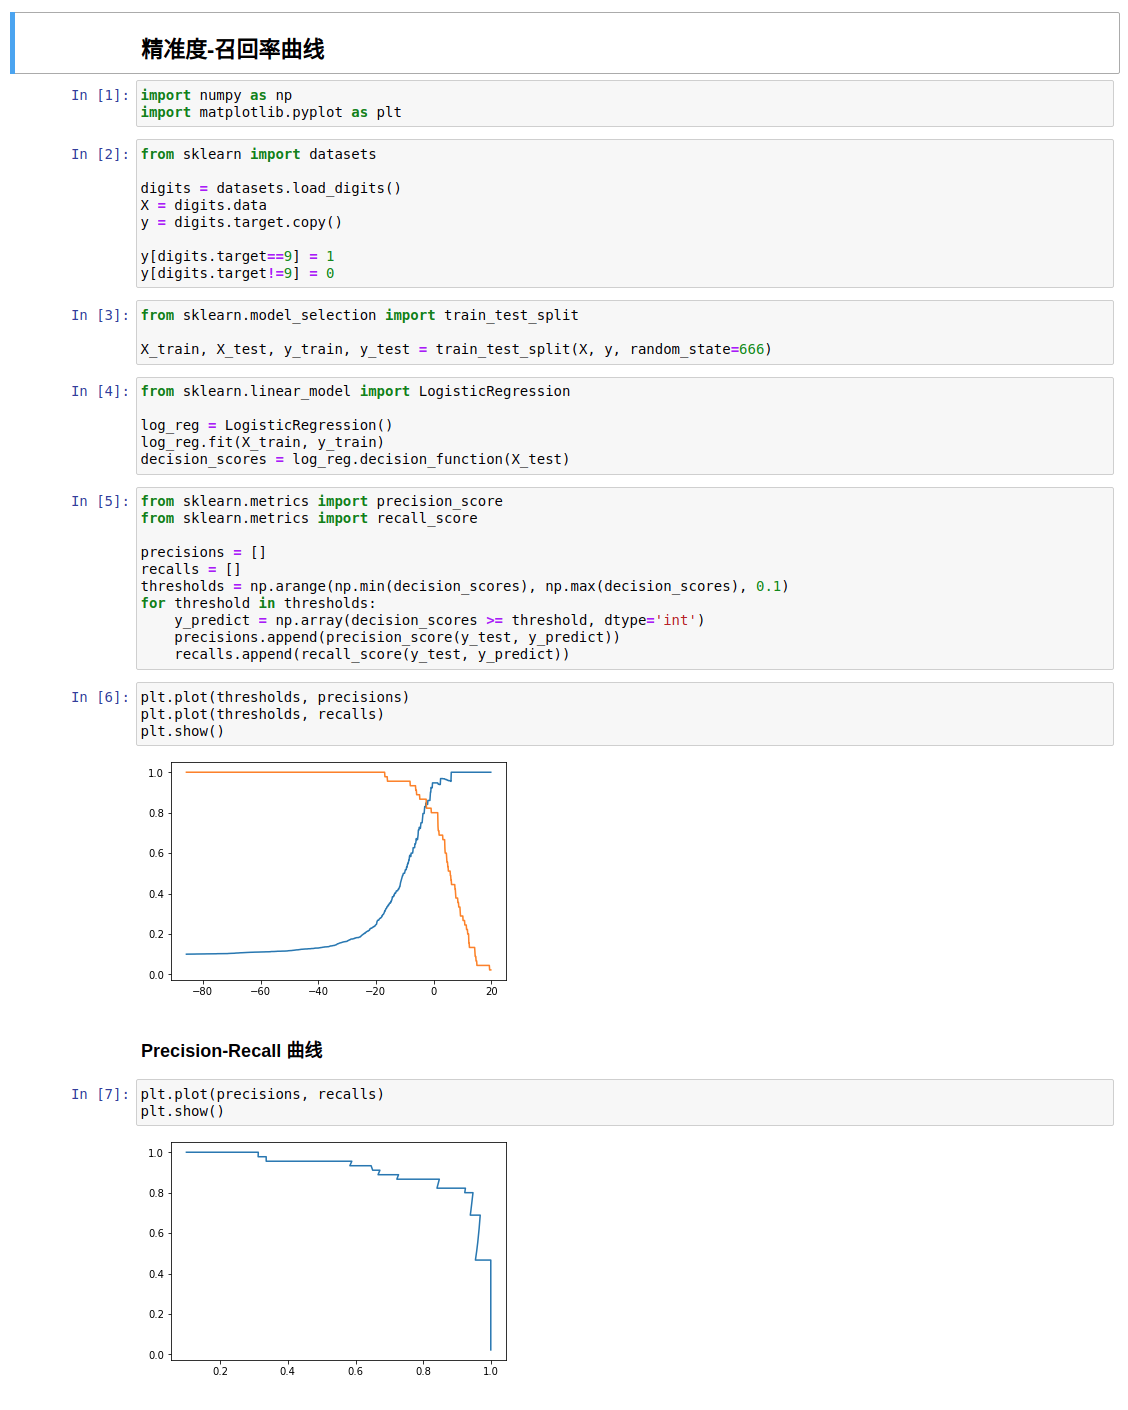 精准度-召回率曲线
In [1]: import numpy as np
import matplotlib.pyplot as plt
In [2]: from sklearn import datasets
digits = datasets.load_digits()
X = digits.data
y = digits.target.copy()
y[digits.target==9] = 1
y[digits.target!=9] = 0
In [3]: from sklearn.model_selection import train_test_split
X_train, X_test, y_train, y_test = train_test_split(X, y, random_state=666)
In [4]: from sklearn.linear_model import LogisticRegression
log_reg = LogisticRegression()
log_reg.fit(X_train, y_train)
decision_scores = log_reg.decision_function(X_test)
In [5]: from sklearn.metrics import precision_score
from sklearn.metrics import recall_score
precisions = []
recalls = []
thresholds = np.arange(np.min(decision_scores), np.max(decision_scores), 0.1)
for threshold in thresholds:
    y_predict = np.array(decision_scores >= threshold, dtype='int')
    precisions.append(precision_score(y_test, y_predict))
    recalls.append(recall_score(y_test, y_predict))
In [6]: plt.plot(thresholds, precisions)
plt.plot(thresholds, recalls)
plt.show()
1.0
0.8
0.6
0.4
0.2
0.0
−80 −60 −40 −20 0 20
Precision-Recall 曲线
In [7]: plt.plot(precisions, recalls)
plt.show()
1.0
0.8
0.6
0.4
0.2
0.0
0.2 0.4 0.6 0.8 1.0